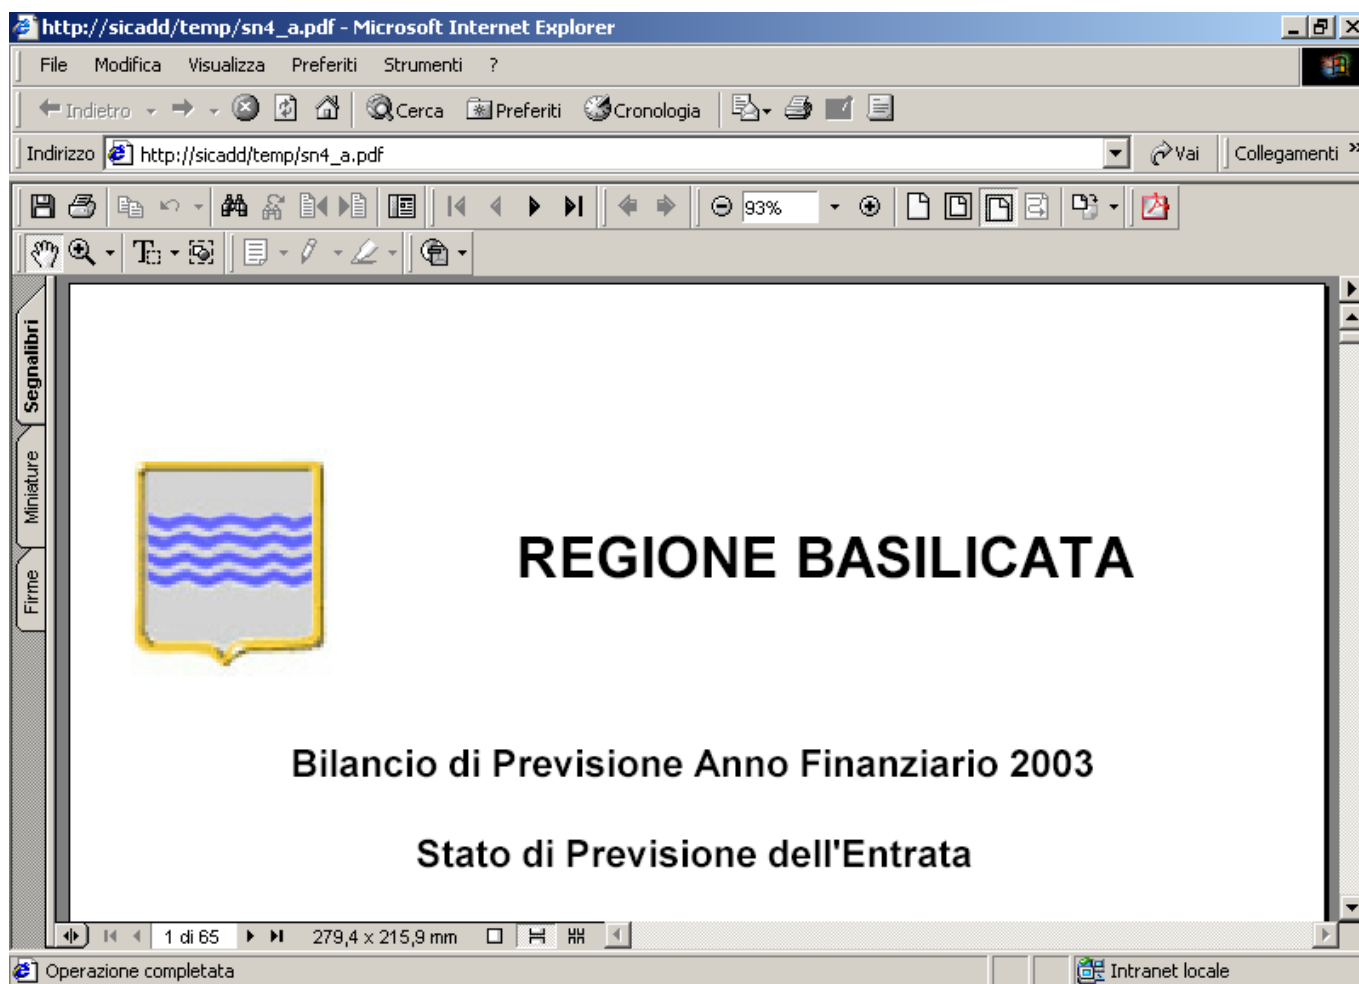 http://sicadd/temp/sn4_a.pdf - Microsoft Internet Explorer
File Modifica Visualizza Preferiti Strumenti ?
Indietro Cerca Preferiti Cronologia
Indirizzo http://sicadd/temp/sn4_a.pdf Vai Collegamenti »
93%
Segnalibri
Miniature
Firme
REGIONE BASILICATA
Bilancio di Previsione Anno Finanziario 2003
Stato di Previsione dell'Entrata
1 di 65 279,4 x 215,9 mm
Operazione completata Intranet locale